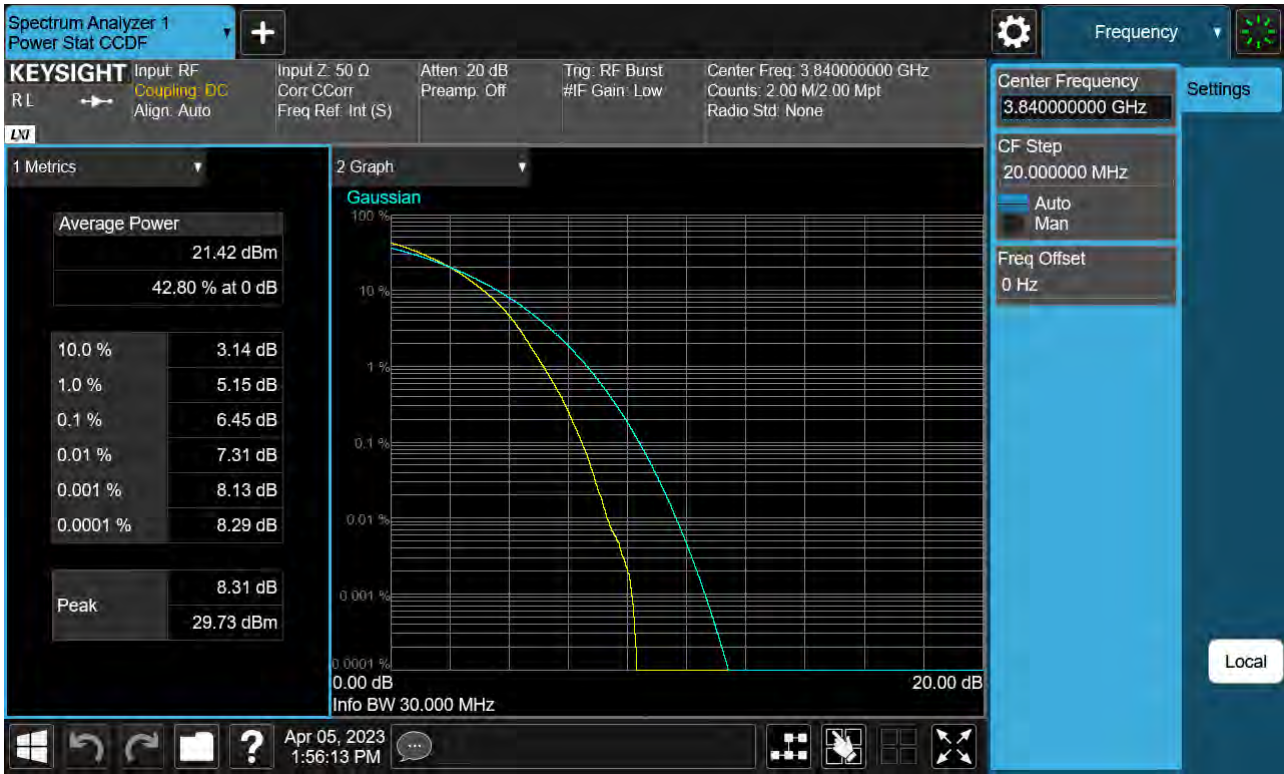 Spectrum Analyzer 1
Power Stat CCDF
Frequency
KEYSIGHT
R L
LXI
Input: RF
Coupling: DC
Align: Auto
Input Z: 50 Ω
Corr CCorr
Freq Ref: Int (S)
Atten: 20 dB
Preamp: Off
Trig: RF Burst
#IF Gain: Low
Center Freq: 3.840000000 GHz
Counts: 2.00 M/2.00 Mpt
Radio Std: None
Center Frequency
3.840000000 GHz
CF Step
20.000000 MHz
Auto
Man
Freq Offset
0 Hz
Settings
Local
1 Metrics
Average Power
21.42 dBm
42.80 % at 0 dB
10.0 % 3.14 dB
1.0 % 5.15 dB
0.1 % 6.45 dB
0.01 % 7.31 dB
0.001 % 8.13 dB
0.0001 % 8.29 dB
Peak
8.31 dB
29.73 dBm
2 Graph
Gaussian
100 %
10 %
1 %
0.1 %
0.01 %
0.001 %
0.0001 %
0.00 dB
20.00 dB
Info BW 30.000 MHz
?
Apr 05, 2023
1:56:13 PM